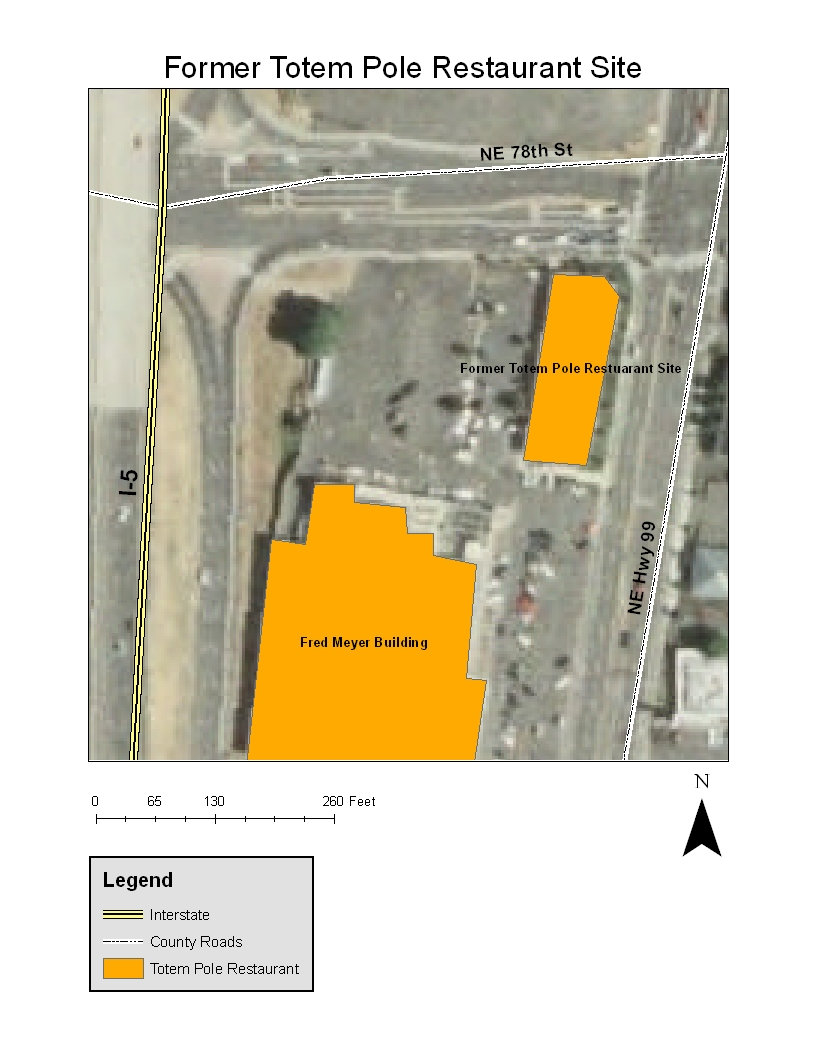 Former Totem Pole Restaurant Site
NE 78th St
Former Totem Pole Restuarant Site
I-5
NE Hwy 99
Fred Meyer Building
0 65 130 260 Feet
N
Legend
Interstate
County Roads
Totem Pole Restaurant